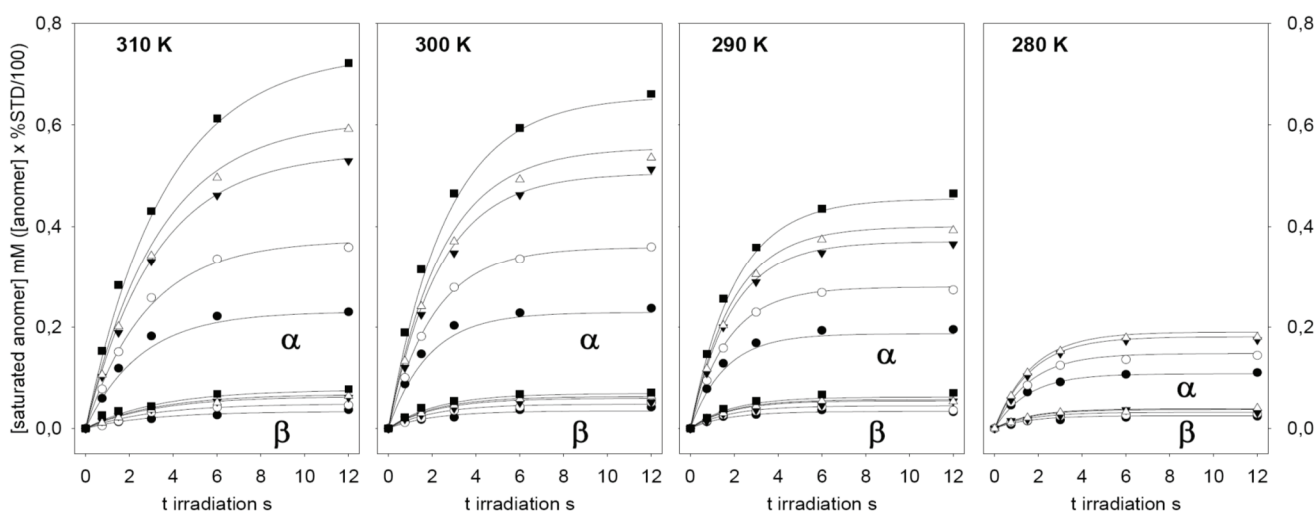 [saturated anomer] mM ([anomer] x %STD/100)
0,8
0,6
0,4
0,2
0,0
310 K
α
β
0 2 4 6 8 10 12
t irradiation s
300 K
α
β
0 2 4 6 8 10 12
t irradiation s
290 K
α
β
0 2 4 6 8 10 12
t irradiation s
280 K
α
β
0 2 4 6 8 10 12
t irradiation s
0,8
0,6
0,4
0,2
0,0